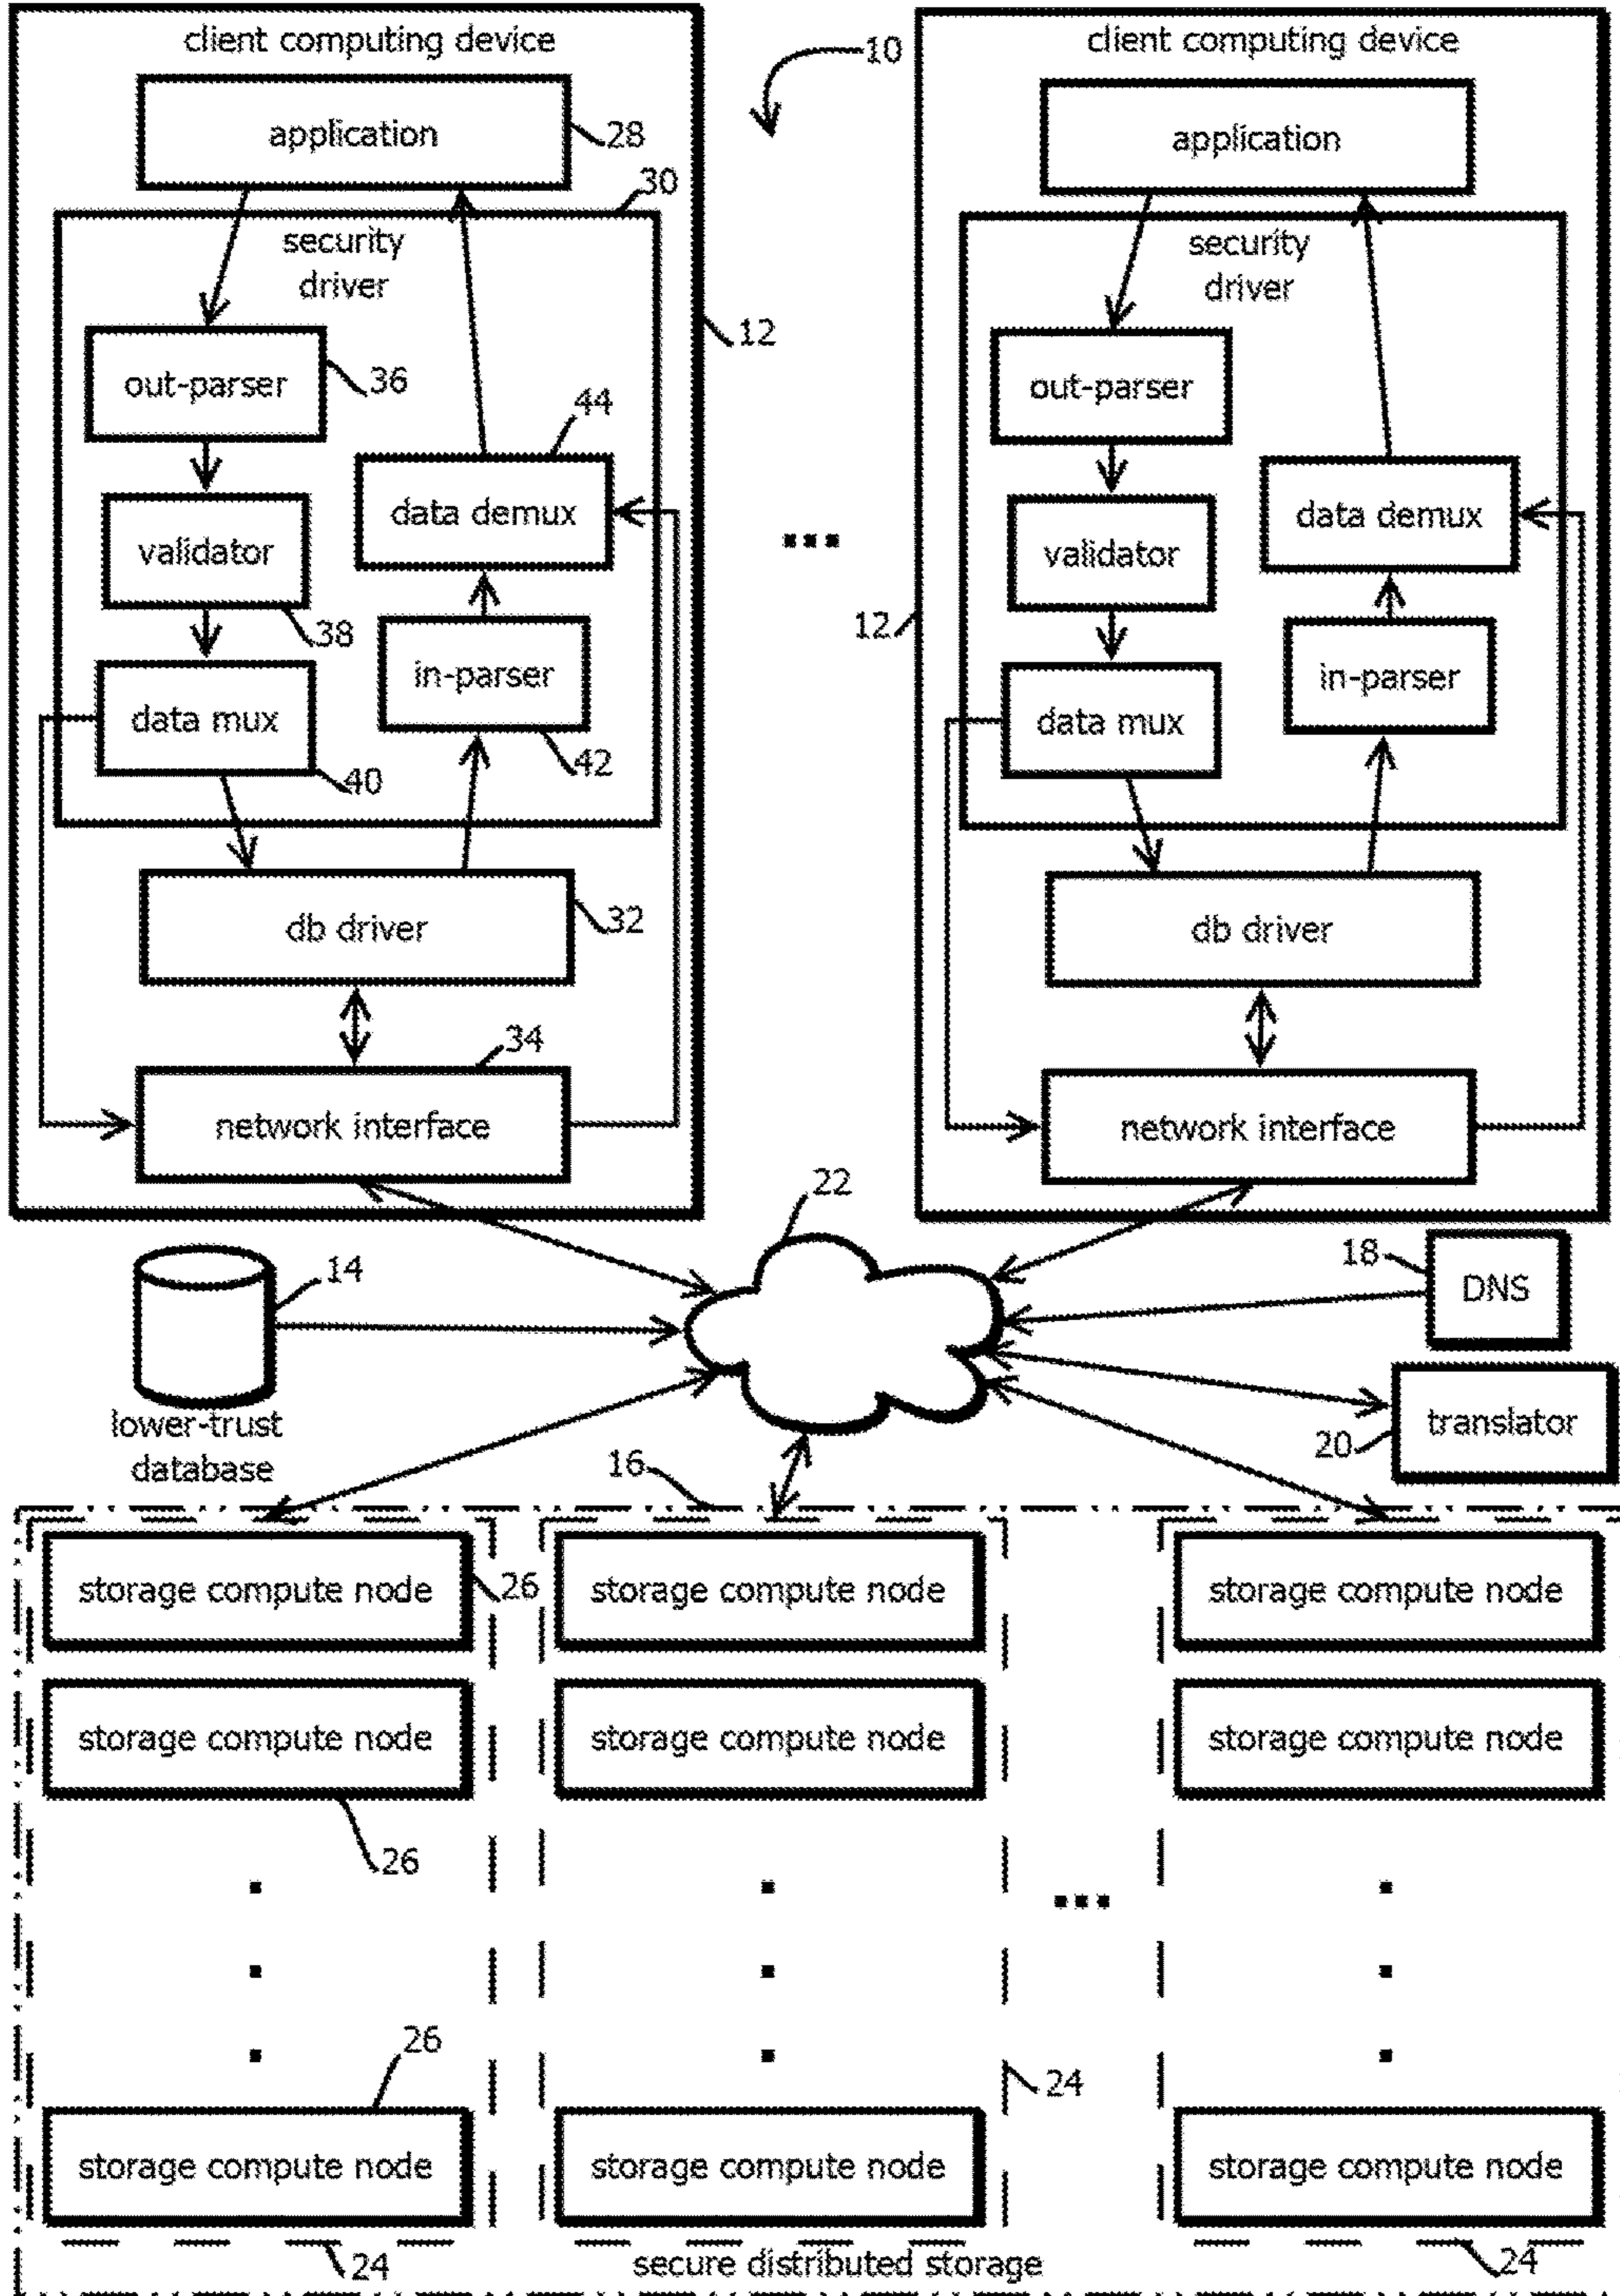 client computing device
application
28
30
security
driver
12
out-parser
36
44
data demux
validator
38
in-parser
data mux
42
40
db driver
32
34
network interface
10
...
client computing device
application
security
driver
out-parser
data demux
validator
12
in-parser
data mux
db driver
network interface
22
14
lower-trust
database
18
DNS
translator
20
16
storage compute node
26
storage compute node
storage compute node
storage compute node
26
storage compute node
storage compute node
...
26
24
storage compute node
storage compute node
storage compute node
24
secure distributed storage
24